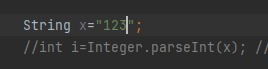 String x="123";
//int i=Integer.parseInt(x); //